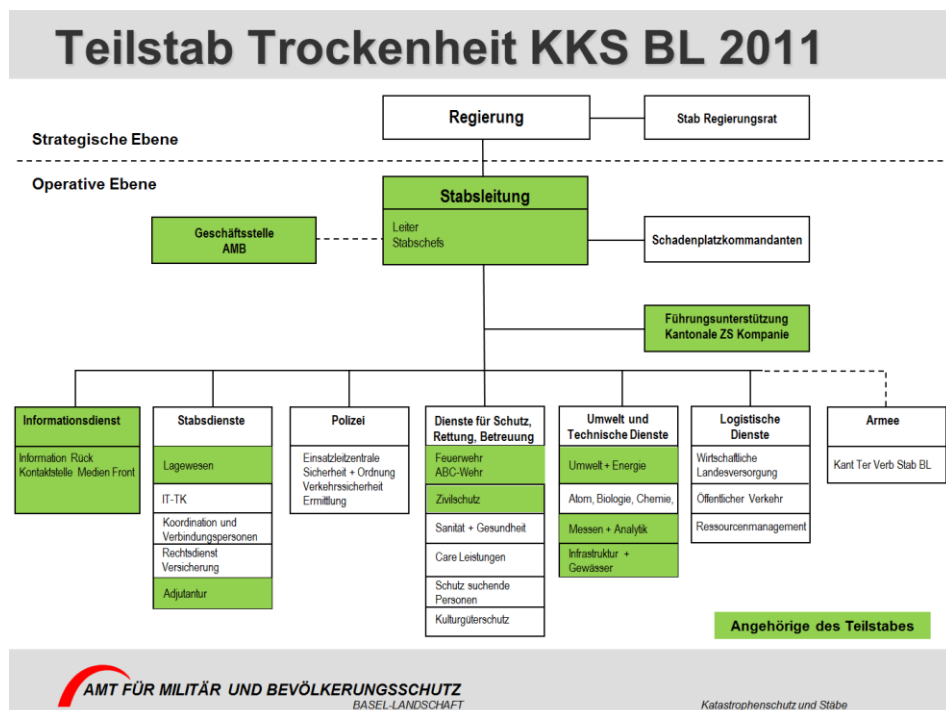 Teilstab Trockenheit KKS BL 2011
Regierung
Stab Regierungsrat
Strategische Ebene
Operative Ebene
Stabsleitung
Leiter
Stabschefs
Geschäftsstelle
AMB
Schadenplatzkommandanten
Führungsunterstützung
Kantonale ZS Kompanie
Informationsdienst
Information Rück
Kontaktstelle Medien Front
Stabsdienste
Lagewesen
IT-TK
Koordination und
Verbindungspersonen
Rechtsdienst
Versicherung
Adjutantur
Polizei
Einsatzleitzentrale
Sicherheit + Ordnung
Verkehrssicherheit
Ermittlung
Dienste für Schutz,
Rettung, Betreuung
Feuerwehr
ABC-Wehr
Zivilschutz
Sanität + Gesundheit
Care Leistungen
Schutz suchende
Personen
Kulturgüterschutz
Umwelt und
Technische Dienste
Umwelt + Energie
Atom, Biologie, Chemie,
Messen + Analytik
Infrastruktur +
Gewässer
Logistische
Dienste
Wirtschaftliche
Landesversorgung
Öffentlicher Verkehr
Ressourcenmanagement
Armee
Kant Ter Verb Stab BL
Angehörige des Teilstabes
AMT FÜR MILITÄR UND BEVÖLKERUNGSSCHUTZ
BASEL-LANDSCHAFT
Katastrophenschutz und Stäbe